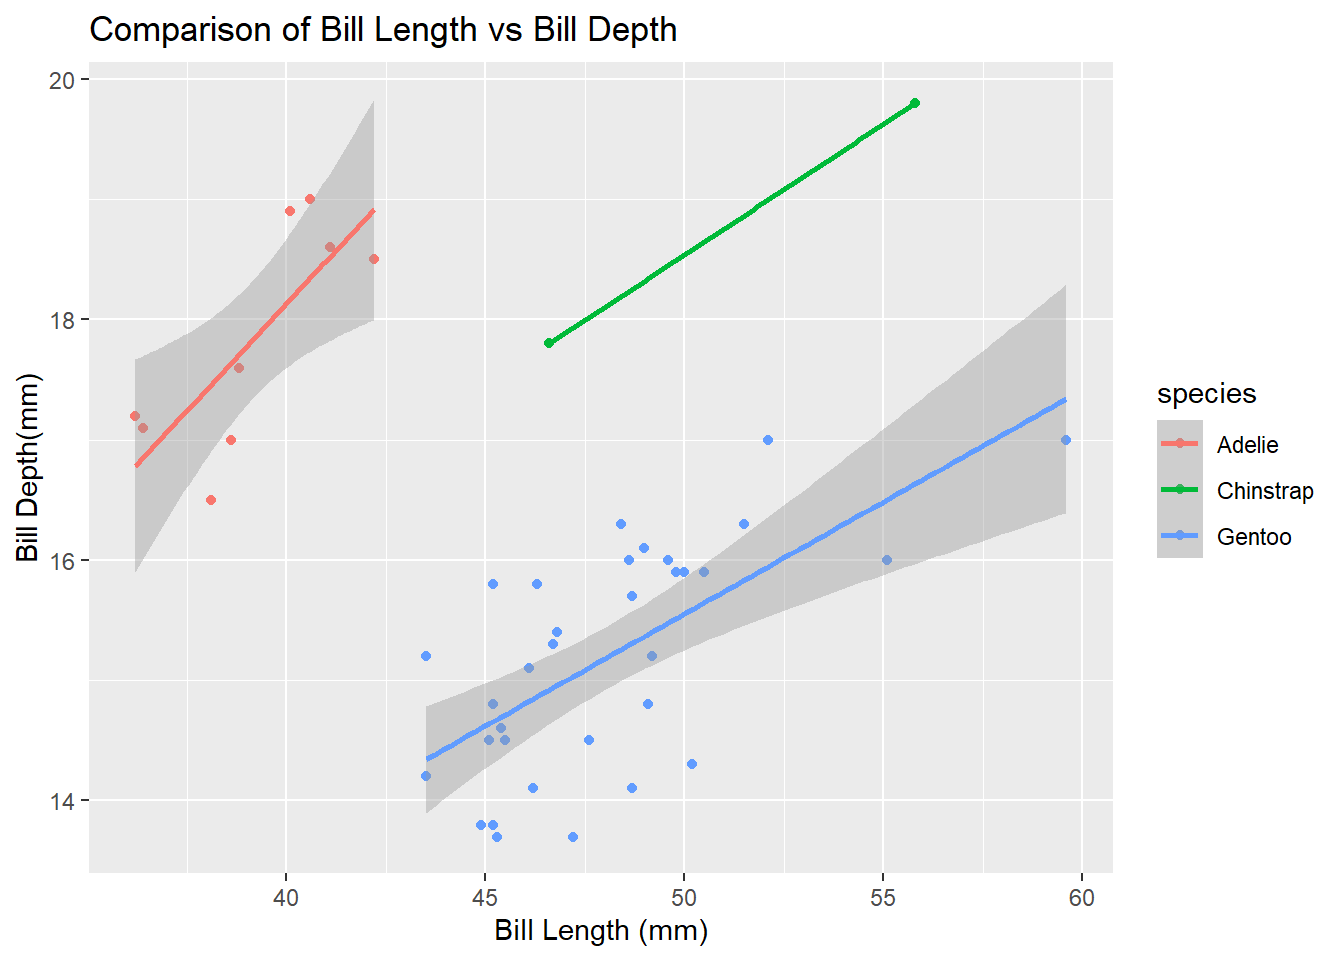 Comparison of Bill Length vs Bill Depth
20
18
16
14
Bill Depth(mm)
40
45
50
55
60
Bill Length (mm)
species
Adelie
Chinstrap
Gentoo